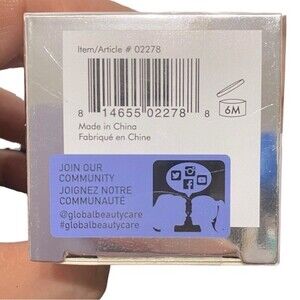 Item/Article # 02278
8 14655 02278 8
6M
Made in China
Fabriqué en Chine
JOIN OUR
COMMUNITY
JOIGNEZ NOTRE
COMMUNAUTÉ
@globalbeautycare
#globalbeautycare